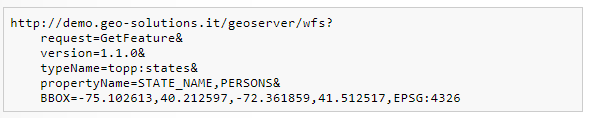 http://demo.geo-solutions.it/geoserver/wfs?
request=GetFeature&
version=1.1.0&
typeName=topp:states&
propertyName=STATE_NAME,PERSONS&
BBOX=-75.102613,40.212597,-72.361859,41.512517,EPSG:4326